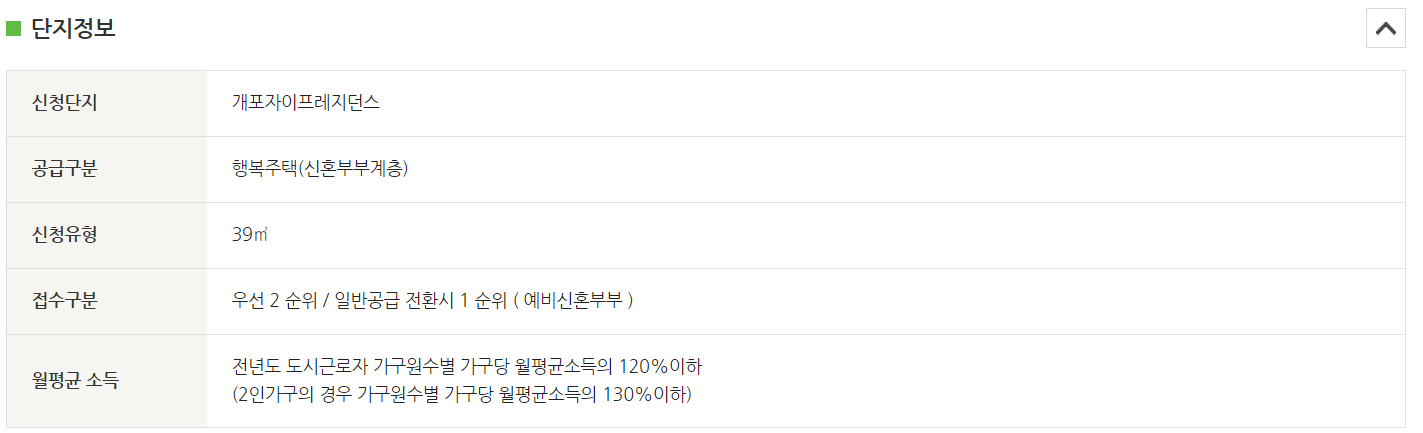 단지정보
신청단지 개포자이프레지던스
공급구분 행복주택(신혼부부계층)
신청유형 39㎡
접수구분 우선 2 순위 / 일반공급 전환시 1 순위 ( 예비신혼부부 )
월평균 소득 전년도 도시근로자 가구원수별 가구당 월평균소득의 120%이하
(2인가구의 경우 가구원수별 가구당 월평균소득의 130%이하)